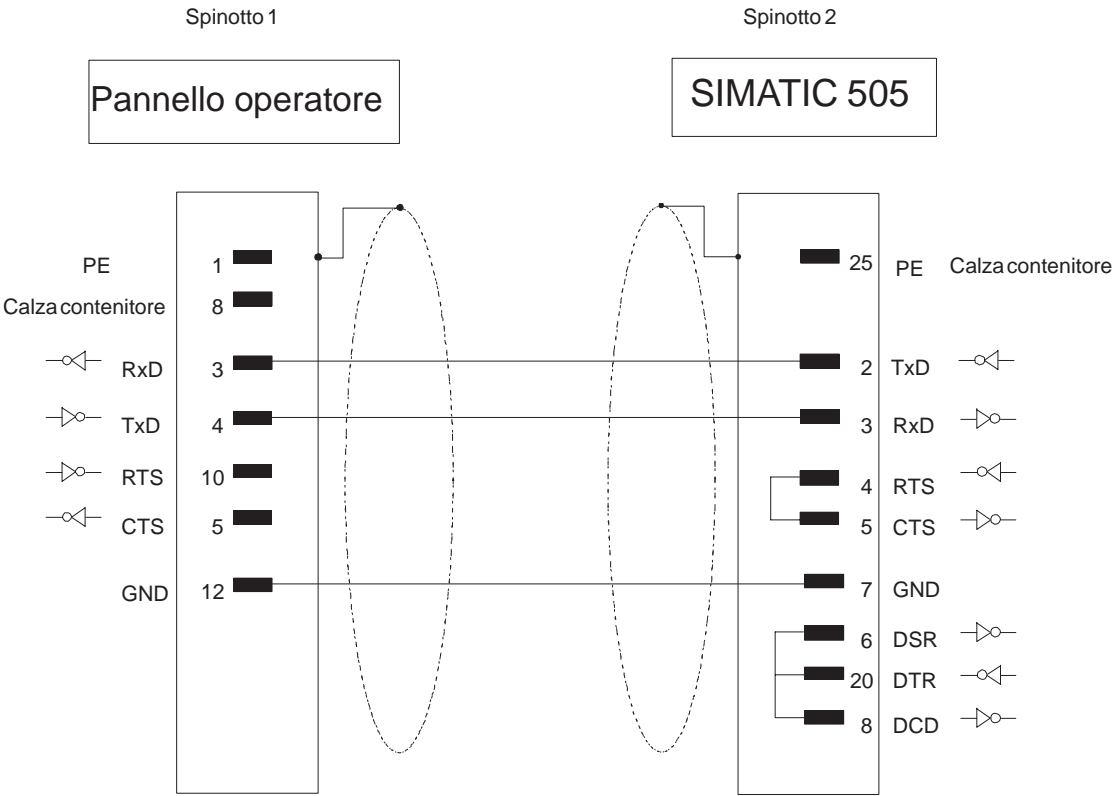 Spinotto 1
Spinotto 2
Pannello operatore
SIMATIC 505
PE
1
25
PE
Calza contenitore
Calza contenitore
8
RxD
3
2
TxD
TxD
4
3
RxD
RTS
10
4
RTS
CTS
5
5
CTS
GND
12
7
GND
6
DSR
20
DTR
8
DCD